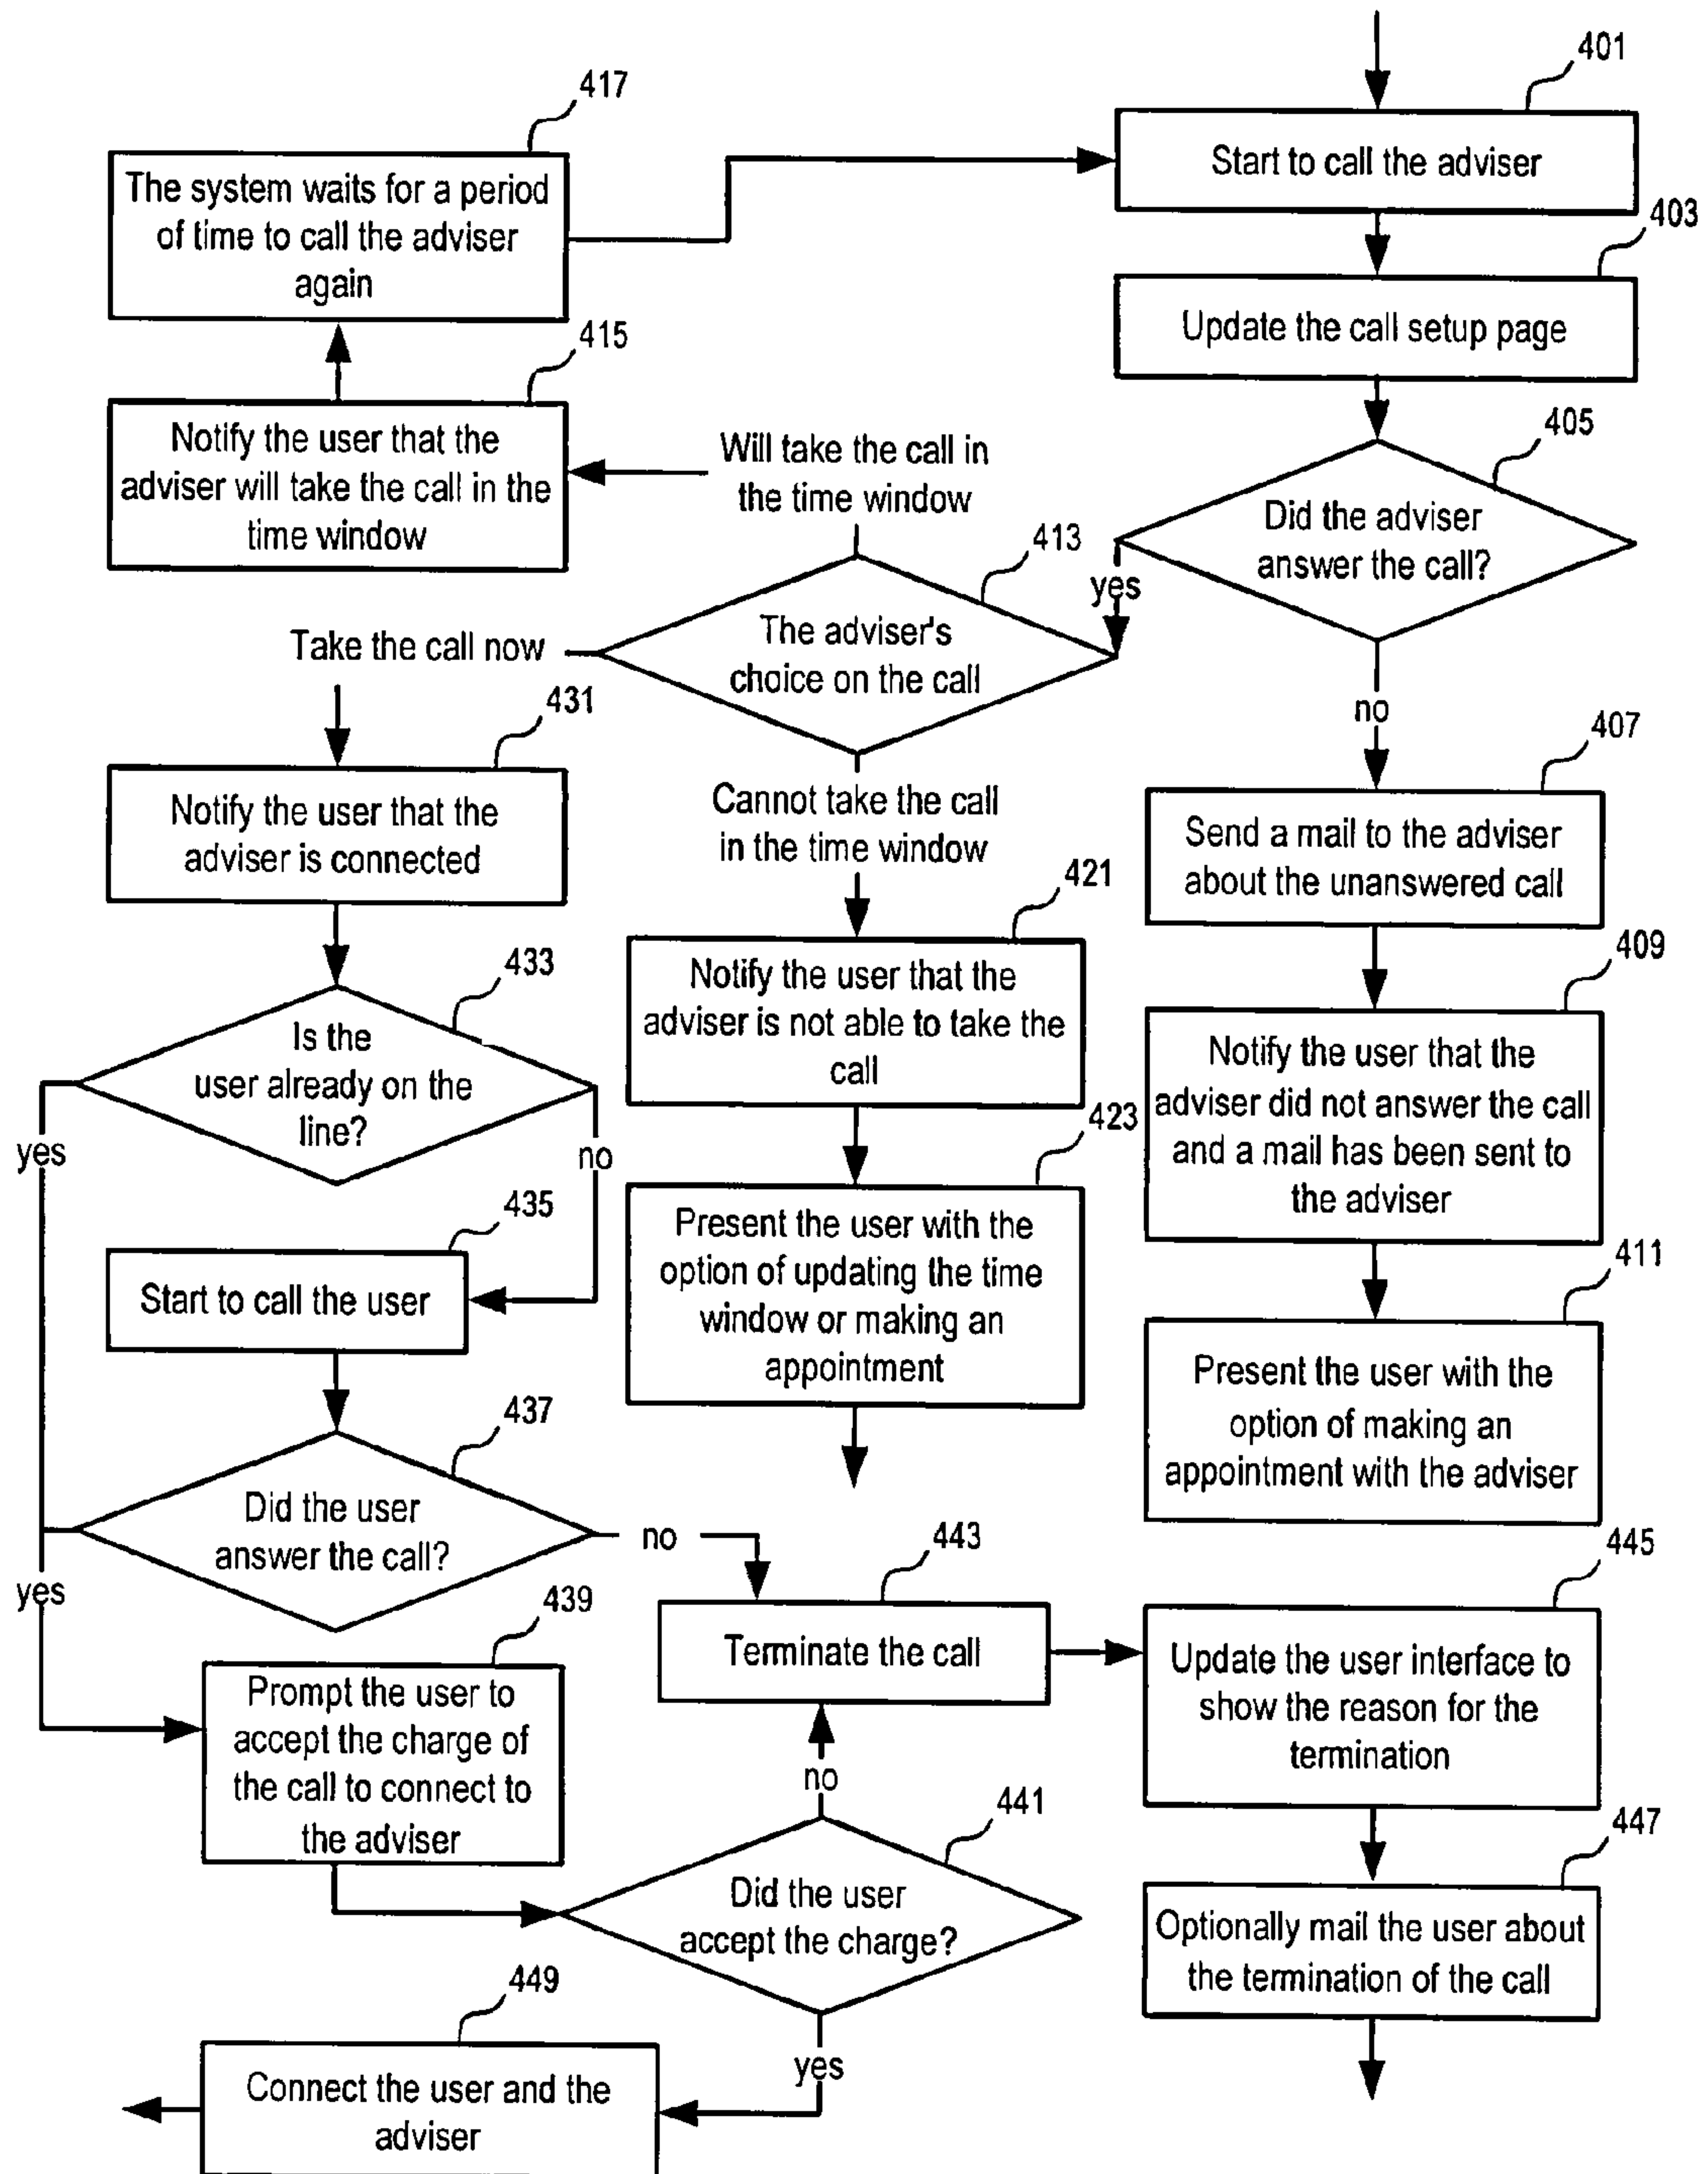 401
Start to call the adviser
403
Update the call setup page
405
Did the adviser
answer the call?
yes
no
407
Send a mail to the adviser
about the unanswered call
409
Notify the user that the
adviser did not answer the call
and a mail has been sent to
the adviser
411
Present the user with the
option of making an
appointment with the adviser
413
The adviser's
choice on the call
Will take the call in
the time window
415
Notify the user that the
adviser will take the call in the
time window
417
The system waits for a period
of time to call the adviser
again
Cannot take the call
in the time window
421
Notify the user that the
adviser is not able to take the
call
423
Present the user with the
option of updating the time
window or making an
appointment
Take the call now
431
Notify the user that the
adviser is connected
433
Is the
user already on the
line?
yes
no
435
Start to call the user
437
Did the user
answer the call?
yes
no
439
Prompt the user to
accept the charge of
the call to connect to
the adviser
441
Did the user
accept the charge?
no
yes
443
Terminate the call
445
Update the user interface to
show the reason for the
termination
447
Optionally mail the user about
the termination of the call
449
Connect the user and the
adviser